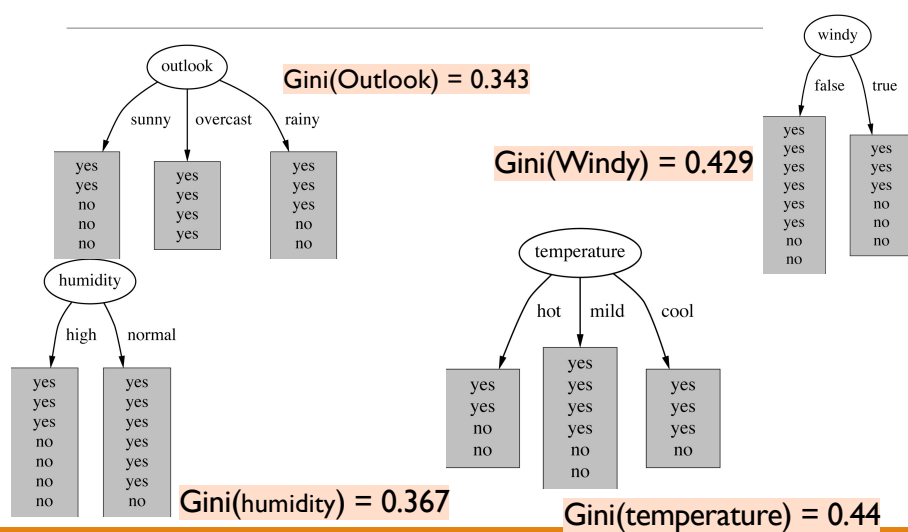 outlook
Gini(Outlook) = 0.343
sunny overcast rainy
yes
yes
no
no
no
yes
yes
yes
yes
yes
yes
yes
no
no
windy
false true
yes
yes
yes
yes
yes
yes
no
no
yes
yes
yes
no
no
no
Gini(Windy) = 0.429
humidity
high normal
yes
yes
yes
no
no
no
no
yes
yes
yes
yes
yes
yes
no
Gini(humidity) = 0.367
temperature
hot mild cool
yes
yes
no
no
yes
yes
yes
yes
no
no
yes
yes
yes
no
Gini(temperature) = 0.44